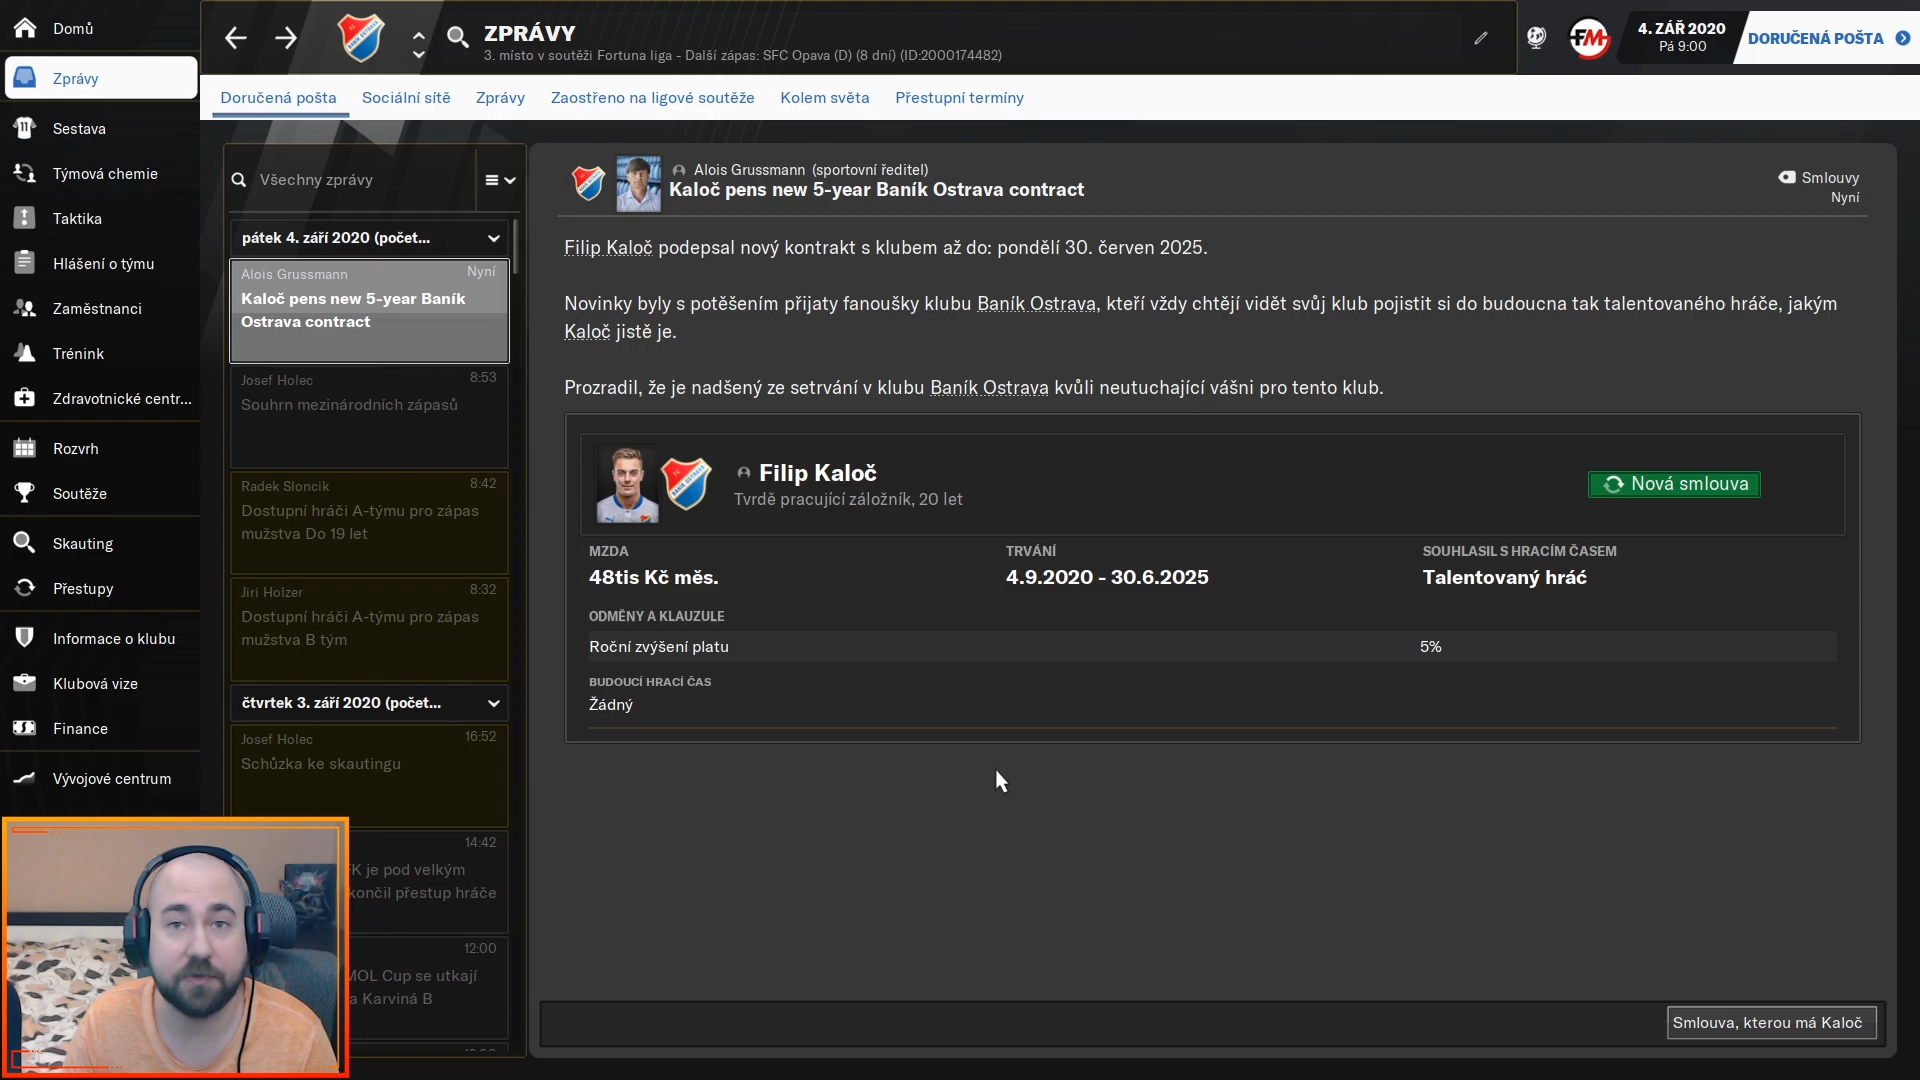 Domů
Zprávy
Sestava
Týmová chemie
Taktika
Hlášení o týmu
Zaměstnanci
Trénink
Zdravotnické centr...
Rozvrh
Soutěže
Skauting
Přestupy
Informace o klubu
Klubová vize
Finance
Vývojové centrum
ZPRÁVY
3. místo v soutěži Fortuna liga - Další zápas: SFC Opava (D) (8 dní) (ID:2000174482)
FM
4. ZÁŘ 2020
Pá 9:00
DORUČENÁ POŠTA
Doručená pošta
Sociální sítě
Zprávy
Zaostřeno na ligové soutěže
Kolem světa
Přestupní termíny
Všechny zprávy
pátek 4. září 2020 (počet...
Alois Grussmann
Nyní
Kaloč pens new 5-year Baník
Ostrava contract
Josef Holec
8:53
Souhrn mezinárodních zápasů
Radek Sloncik
8:42
Dostupní hráči A-týmu pro zápas
mužstva Do 19 let
Jiri Holzer
8:32
Dostupní hráči A-týmu pro zápas
mužstva B tým
čtvrtek 3. září 2020 (počet...
Josef Holec
16:52
Schůzka ke skautingu
14:42
K je pod velkým
končil přestup hráče
12:00
MOL Cup se utkají
a Karviná B
Alois Grussmann (sportovní ředitel)
Kaloč pens new 5-year Baník Ostrava contract
Smlouvy
Nyní
Filip Kaloč podepsal nový kontrakt s klubem až do: pondělí 30. červen 2025.
Novinky byly s potěšením přijaty fanoušky klubu Baník Ostrava, kteří vždy chtějí vidět svůj klub pojistit si do budoucna tak talentovaného hráče, jakým
Kaloč jistě je.
Prozradil, že je nadšený ze setrvání v klubu Baník Ostrava kvůli neutuchající vášni pro tento klub.
Filip Kaloč
Tvrdě pracující záložník, 20 let
Nová smlouva
MZDA
TRVÁNÍ
SOUHLASIL S HRACÍM ČASEM
48tis Kč měs.
4.9.2020 - 30.6.2025
Talentovaný hráč
ODMĚNY A KLAUZULE
Roční zvýšení platu
5%
BUDOUCÍ HRACÍ ČAS
Žádný
Smlouva, kterou má Kaloč